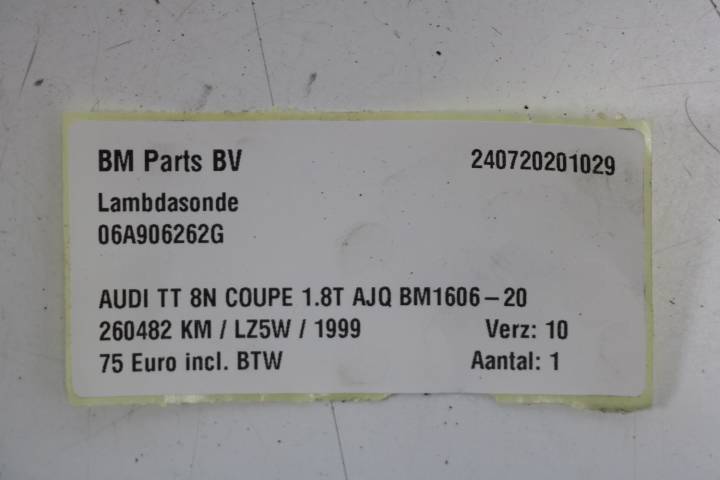 BM Parts BV 240720201029
Lambdasonde
06A906262G
AUDI TT 8N COUPE 1.8T AJQ BM1606-20
260482 KM / LZ5W / 1999 Verz: 10
75 Euro incl. BTW Aantal: 1